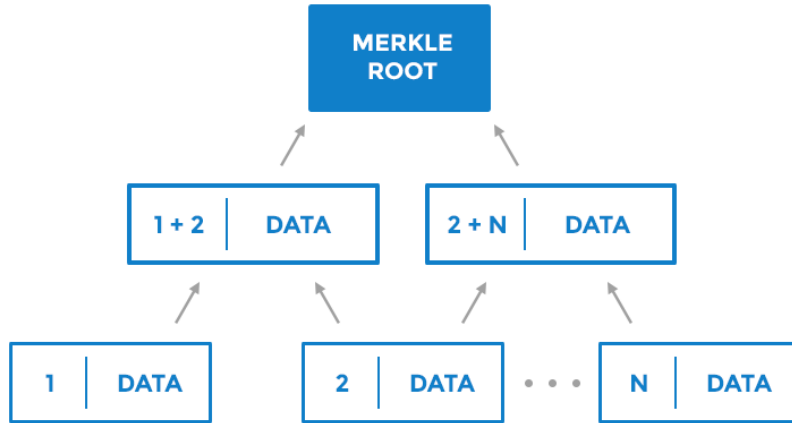 MERKLE
ROOT
1 + 2 DATA
2 + N DATA
1 DATA
2 DATA
N DATA